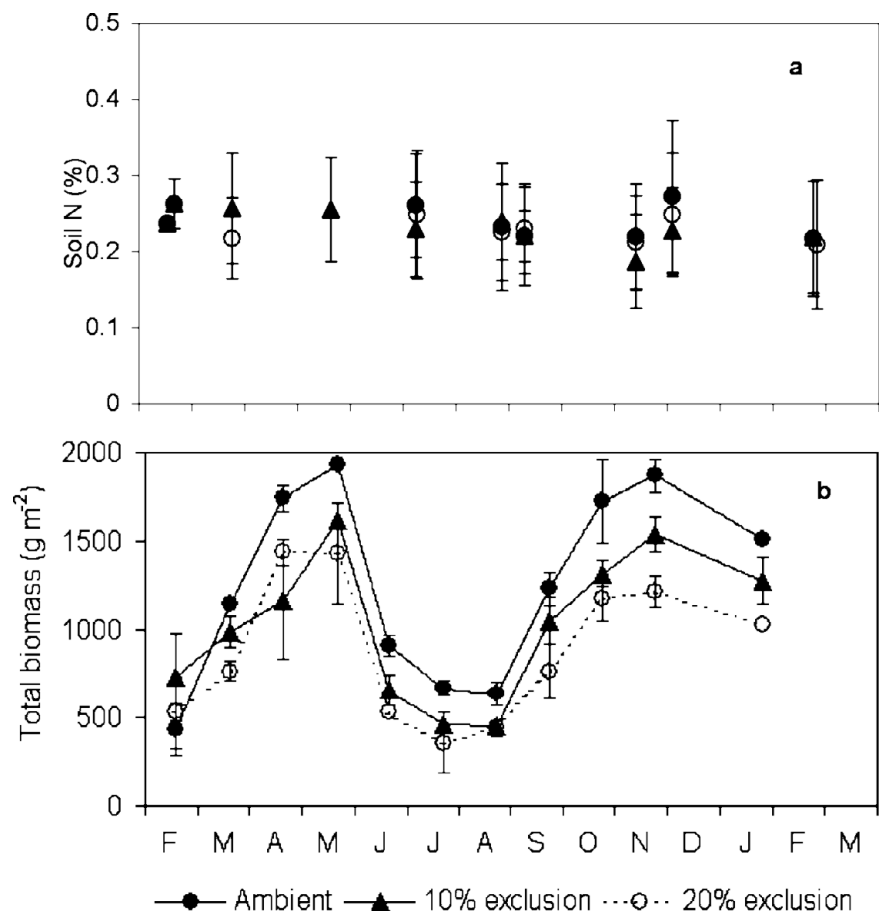 0.5
a
0.4
0.3
0.2
0.1
0
Soil N (%)
2000
b
1500
1000
500
0
Total biomass (g m⁻²)
F M A M J J A S O N D J F M
Ambient 10% exclusion 20% exclusion